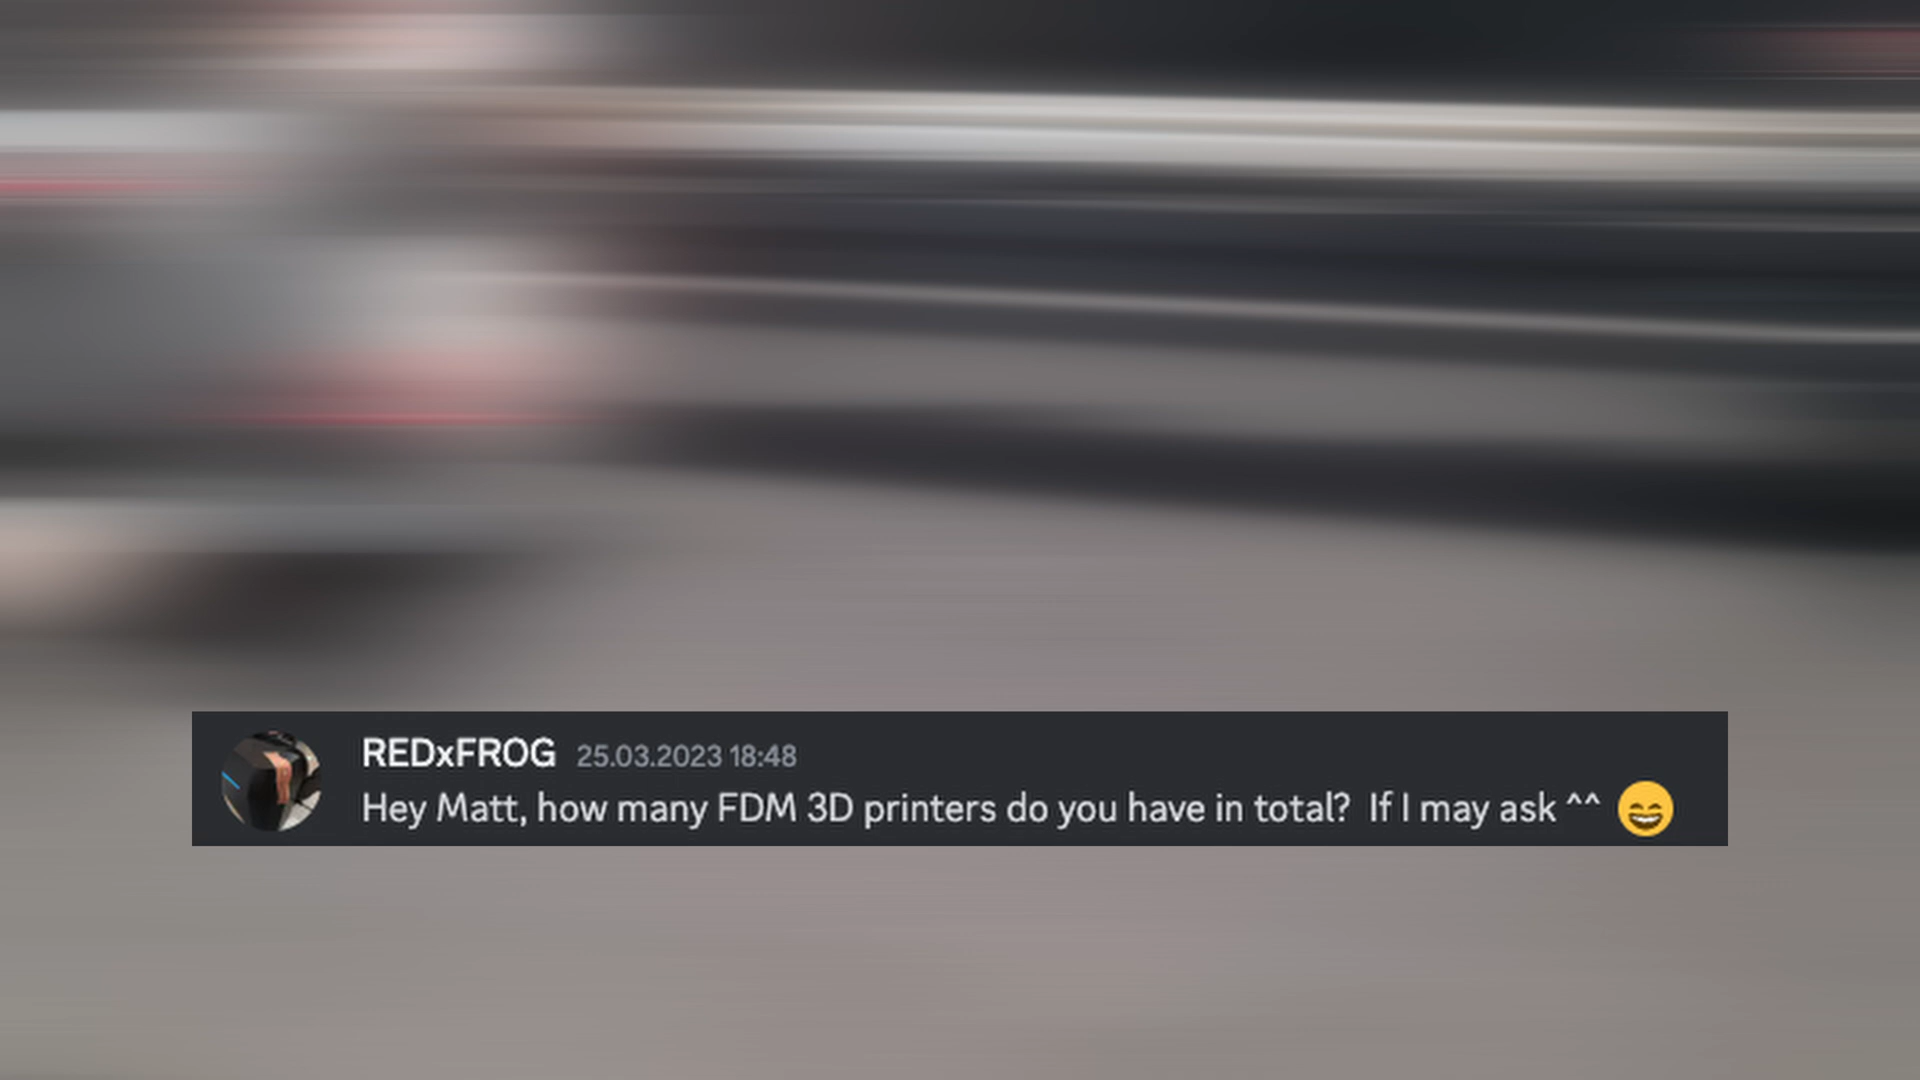 REDxFROG 25.03.2023 18:48
Hey Matt, how many FDM 3D printers do you have in total? If I may ask ^^ 😄